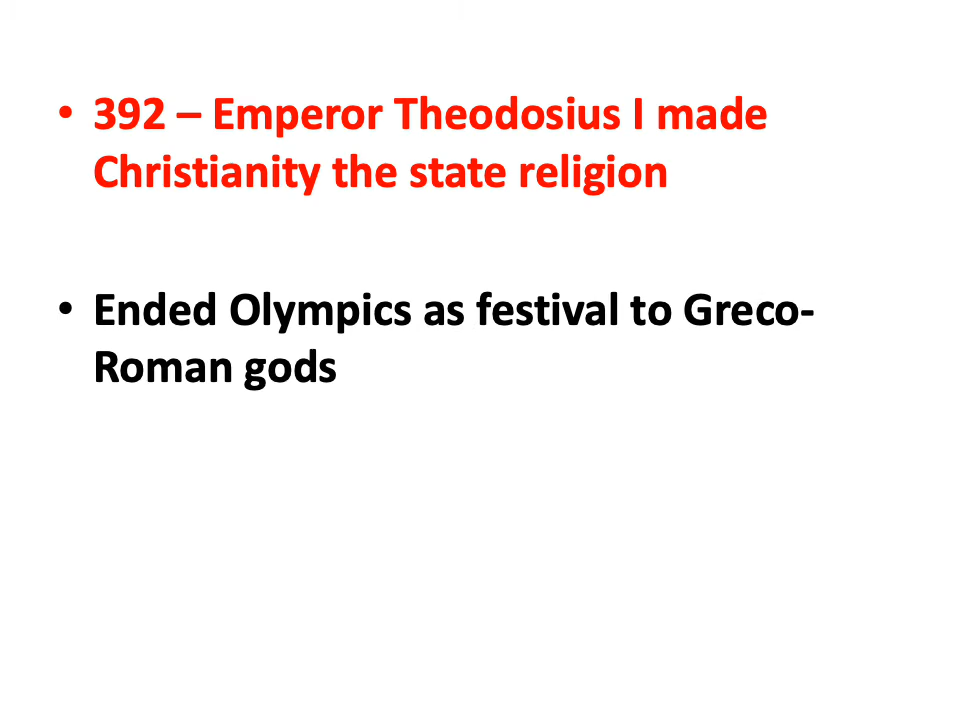 • 392 – Emperor Theodosius I made
Christianity the state religion
• Ended Olympics as festival to Greco-
Roman gods